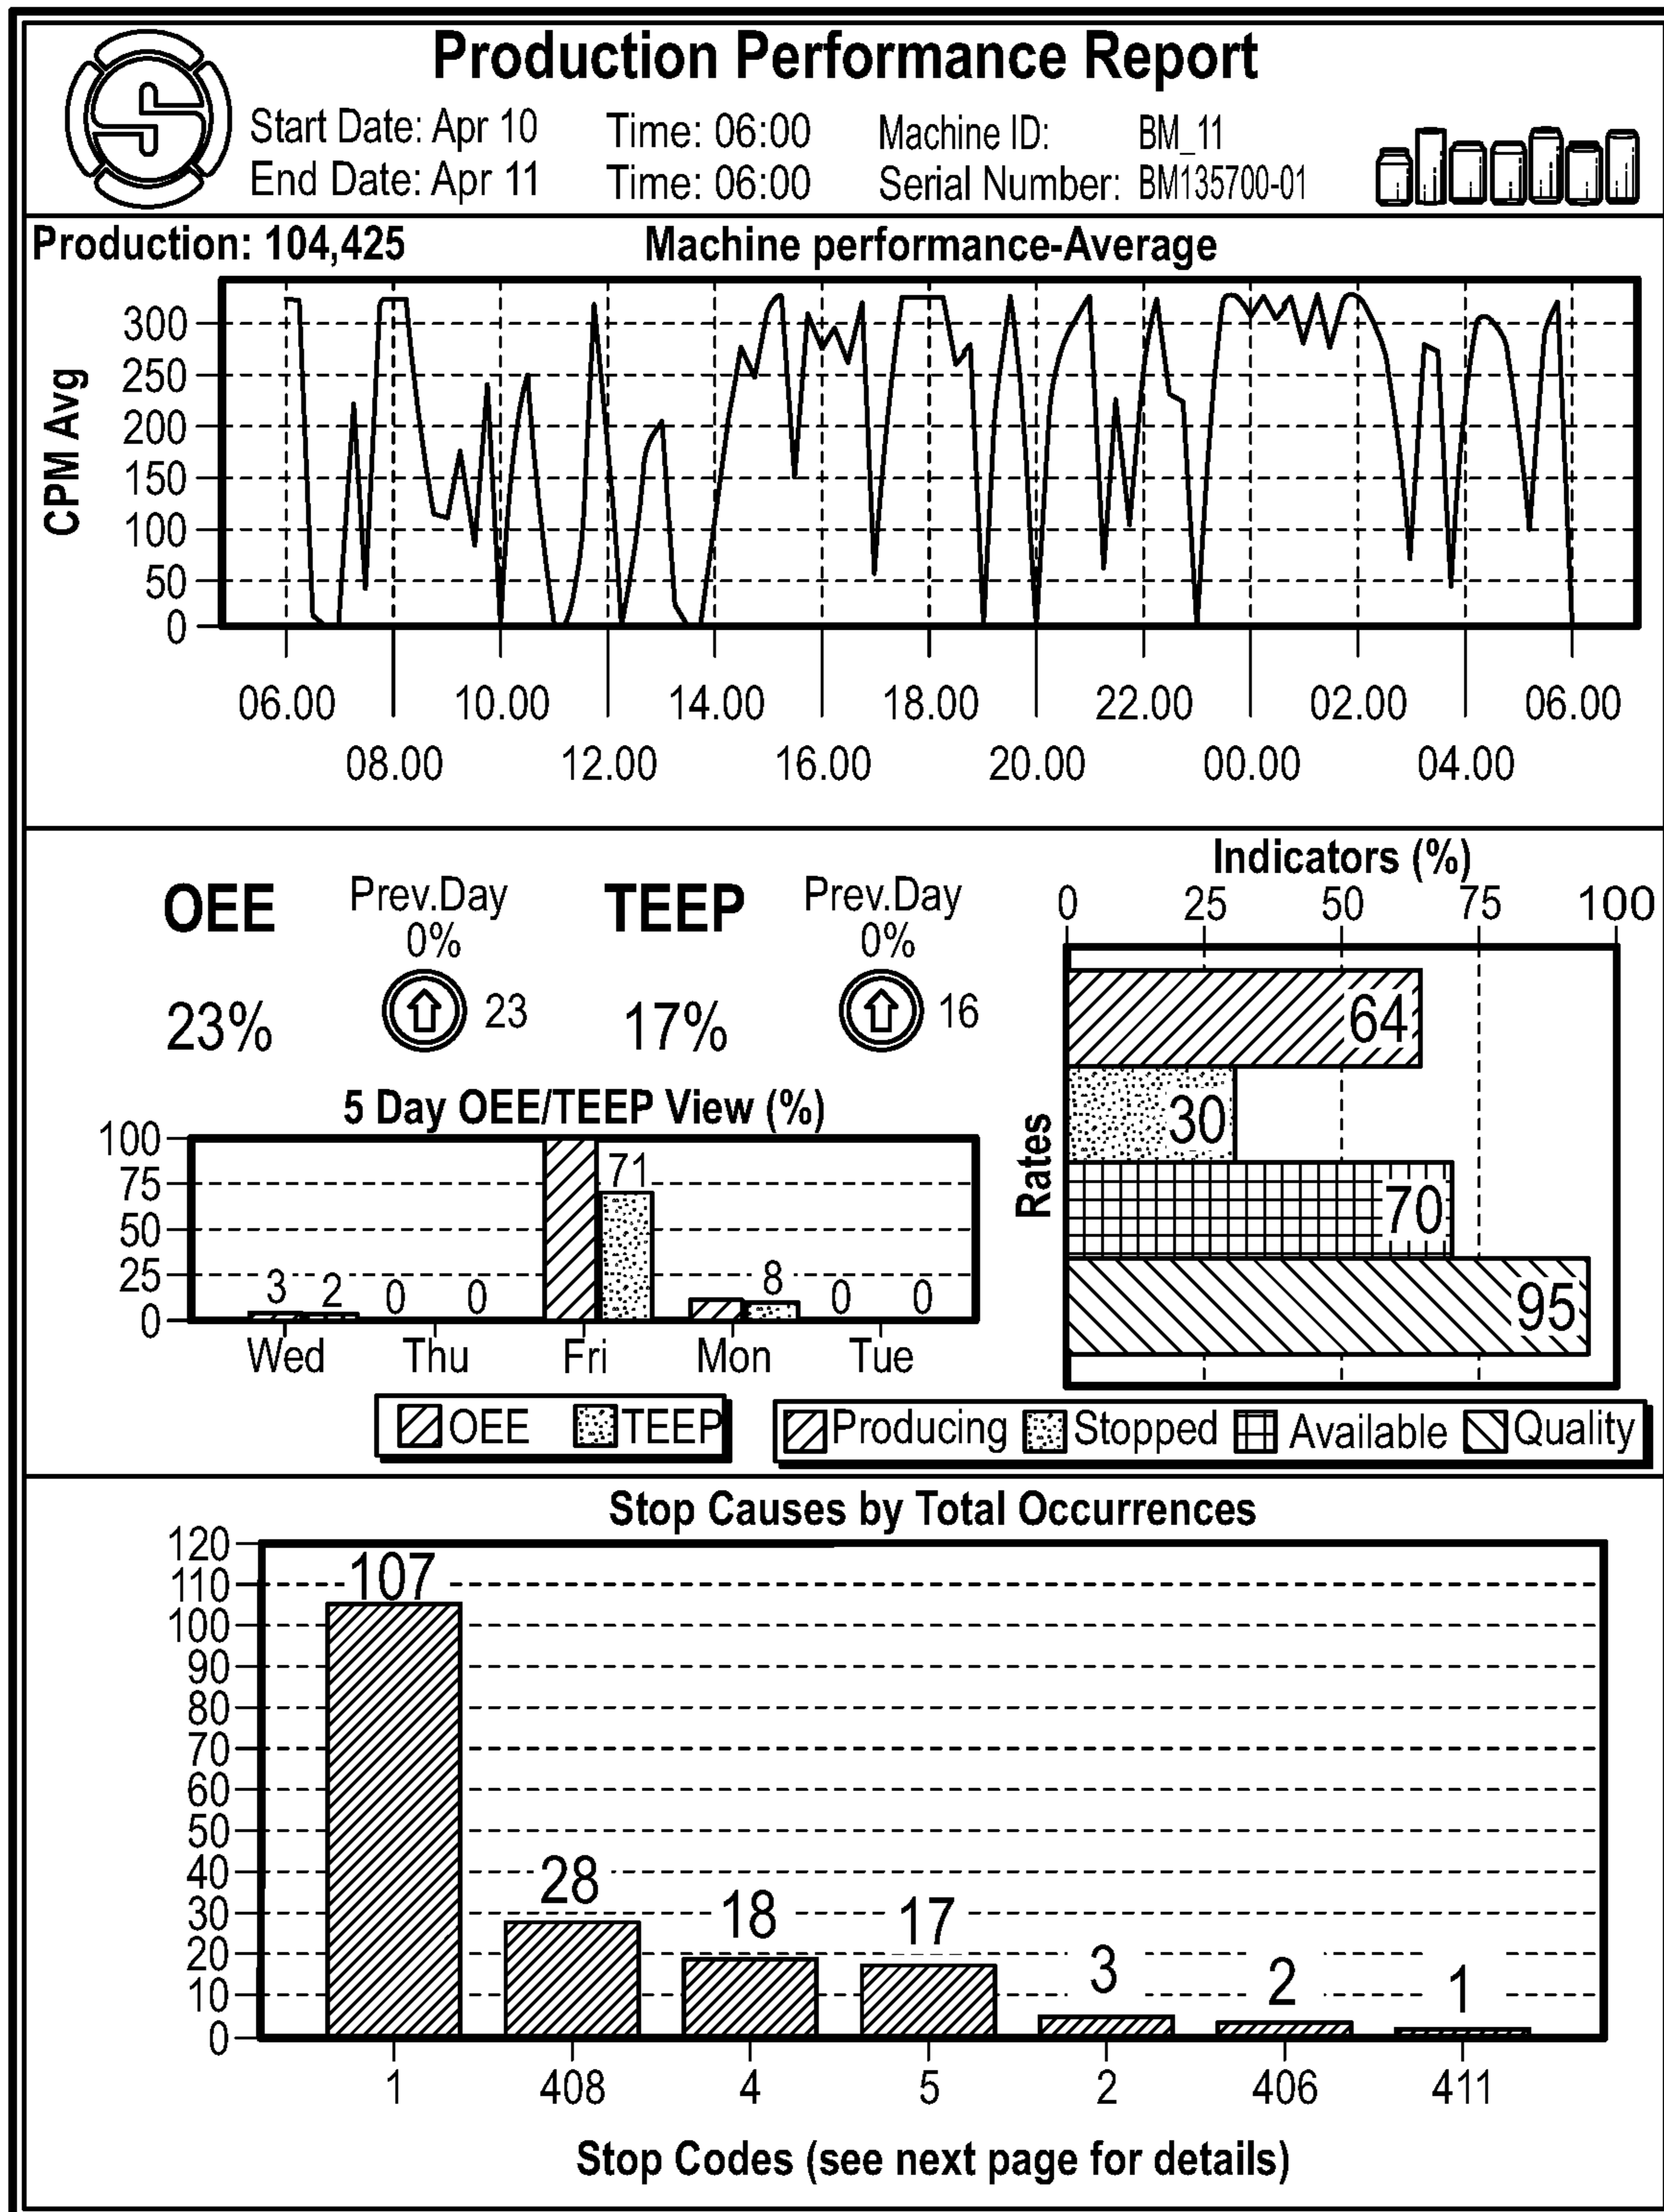 Production Performance Report
Start Date: Apr 10 Time: 06:00 Machine ID: BM_11
End Date: Apr 11 Time: 06:00 Serial Number: BM135700-01
Production: 104,425 Machine performance-Average
CPM Avg
300
250
200
150
100
50
0
06.00 10.00 14.00 18.00 22.00 02.00 06.00
08.00 12.00 16.00 20.00 00.00 04.00
OEE Prev.Day TEEP Prev.Day
0% 0%
23% 23 17% 16
5 Day OEE/TEEP View (%)
100
75
50
25
0
71
3 2 0 0 8 0 0
Wed Thu Fri Mon Tue
OEE TEEP
Indicators (%)
0 25 50 75 100
Rates
64
30
70
95
Producing Stopped Available Quality
Stop Causes by Total Occurrences
120
110
100
90
80
70
60
50
40
30
20
10
0
107 28 18 17 3 2 1
1 408 4 5 2 406 411
Stop Codes (see next page for details)